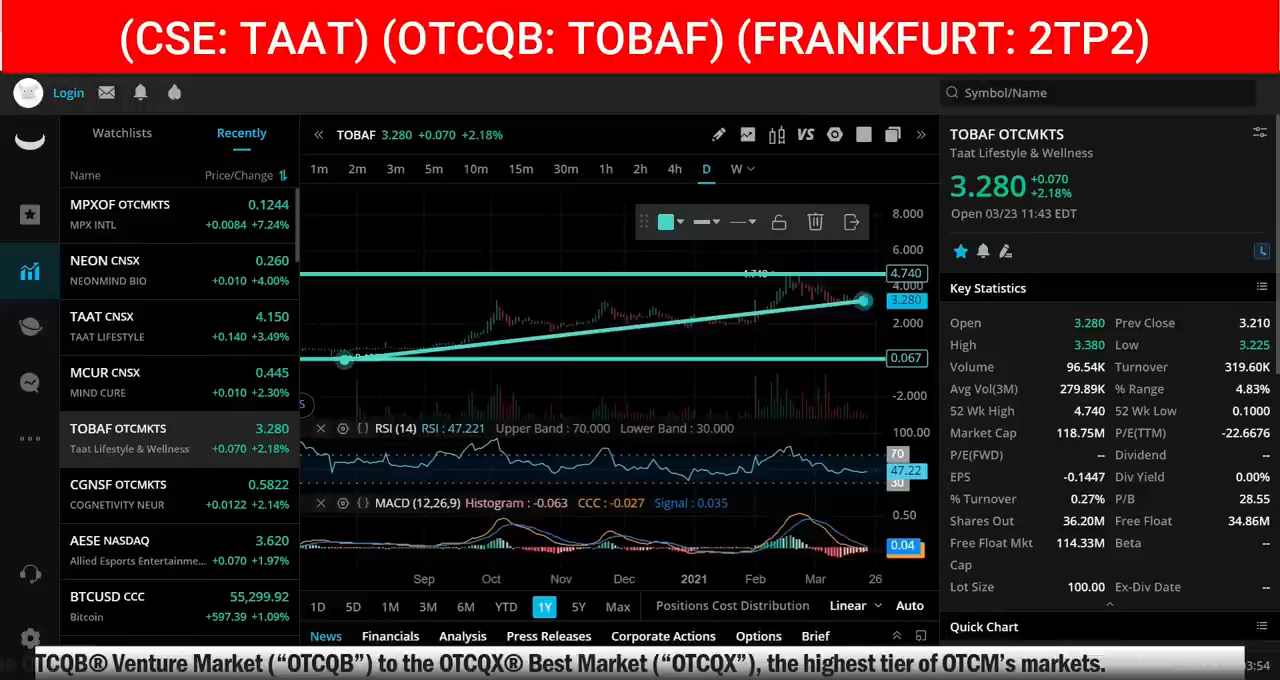 (CSE: TAAT) (OTCQB: TOBAF) (FRANKFURT: 2TP2)
Login
Symbol/Name
Watchlists Recently
Name Price/Change
MPXOF OTCMKTS 0.1244
MPX INTL +0.0084 +7.24%
NEON CNSX 0.260
NEONMIND BIO +0.010 +4.00%
TAAT CNSX 4.150
TAAT LIFESTYLE +0.140 +3.49%
MCUR CNSX 0.445
MIND CURE +0.010 +2.30%
TOBAF OTCMKTS 3.280
Taat Lifestyle & Wellness +0.070 +2.18%
CGNSF OTCMKTS 0.5822
COGNETIVITY NEUR +0.0122 +2.14%
AESE NASDAQ 3.620
Allied Esports Entertainme... +0.070 +1.97%
BTCUSD CCC 55,299.92
Bitcoin +597.39 +1.09%
TOBAF 3.280 +0.070 +2.18%
VS
1m 2m 3m 5m 10m 15m 30m 1h 2h 4h D W
8.000
6.000
4.740
4.740
4.000
3.280
2.000
0.067
-2.000
S
RSI (14) RSI : 47.221 Upper Band : 70.000 Lower Band : 30.000
100.00
70
47.22
30
MACD (12,26,9) Histogram : -0.063 CCC : -0.027 Signal : 0.035
0.50
0.04
Sep Oct Nov Dec 2021 Feb Mar 26
1D 5D 1M 3M 6M YTD 1Y 5Y Max Positions Cost Distribution Linear Auto
News Financials Analysis Press Releases Corporate Actions Options Brief
TOBAF OTCMKTS
Taat Lifestyle & Wellness
3.280 +0.070
+2.18%
Open 03/23 11:43 EDT
L
Key Statistics
Open 3.280 Prev Close 3.210
High 3.380 Low 3.225
Volume 96.54K Turnover 319.60K
Avg Vol(3M) 279.89K % Range 4.83%
52 Wk High 4.740 52 Wk Low 0.1000
Market Cap 118.75M P/E(TTM) -22.6676
P/E(FWD) -- Dividend --
EPS -0.1447 Div Yield 0.00%
% Turnover 0.27% P/B 28.55
Shares Out 36.20M Free Float 34.86M
Free Float Mkt 114.33M Beta --
Cap
Lot Size 100.00 Ex-Div Date --
Quick Chart
OTCQB® Venture Market (“OTCQB”) to the OTCQX® Best Market (“OTCQX”), the highest tier of OTCM’s markets.
3:54